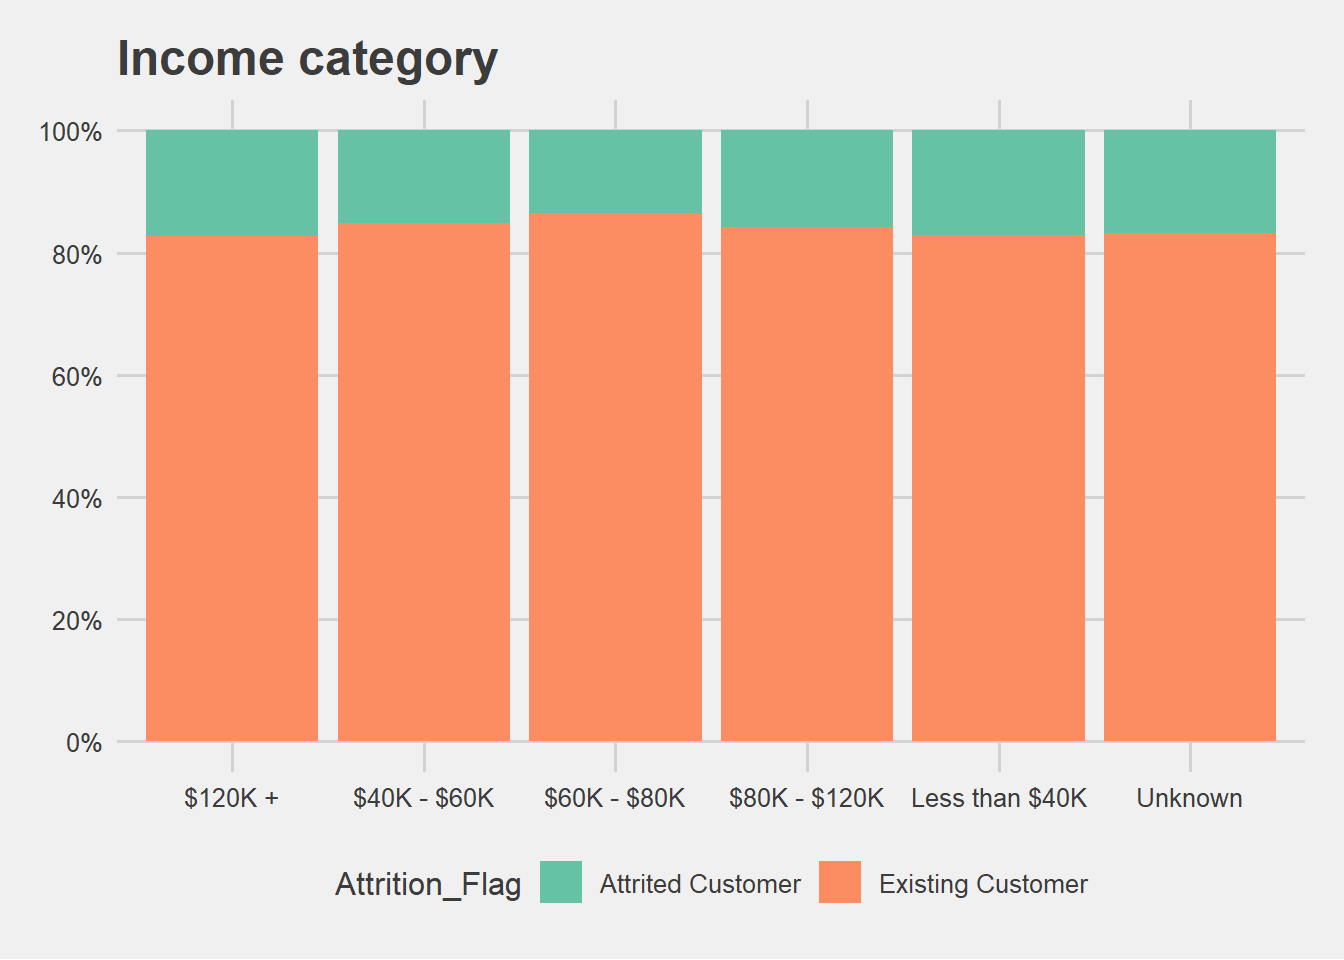 Income category
100%
80%
60%
40%
20%
0%
$120K +
$40K - $60K
$60K - $80K
$80K - $120K
Less than $40K
Unknown
Attrition_Flag
Attrited Customer
Existing Customer